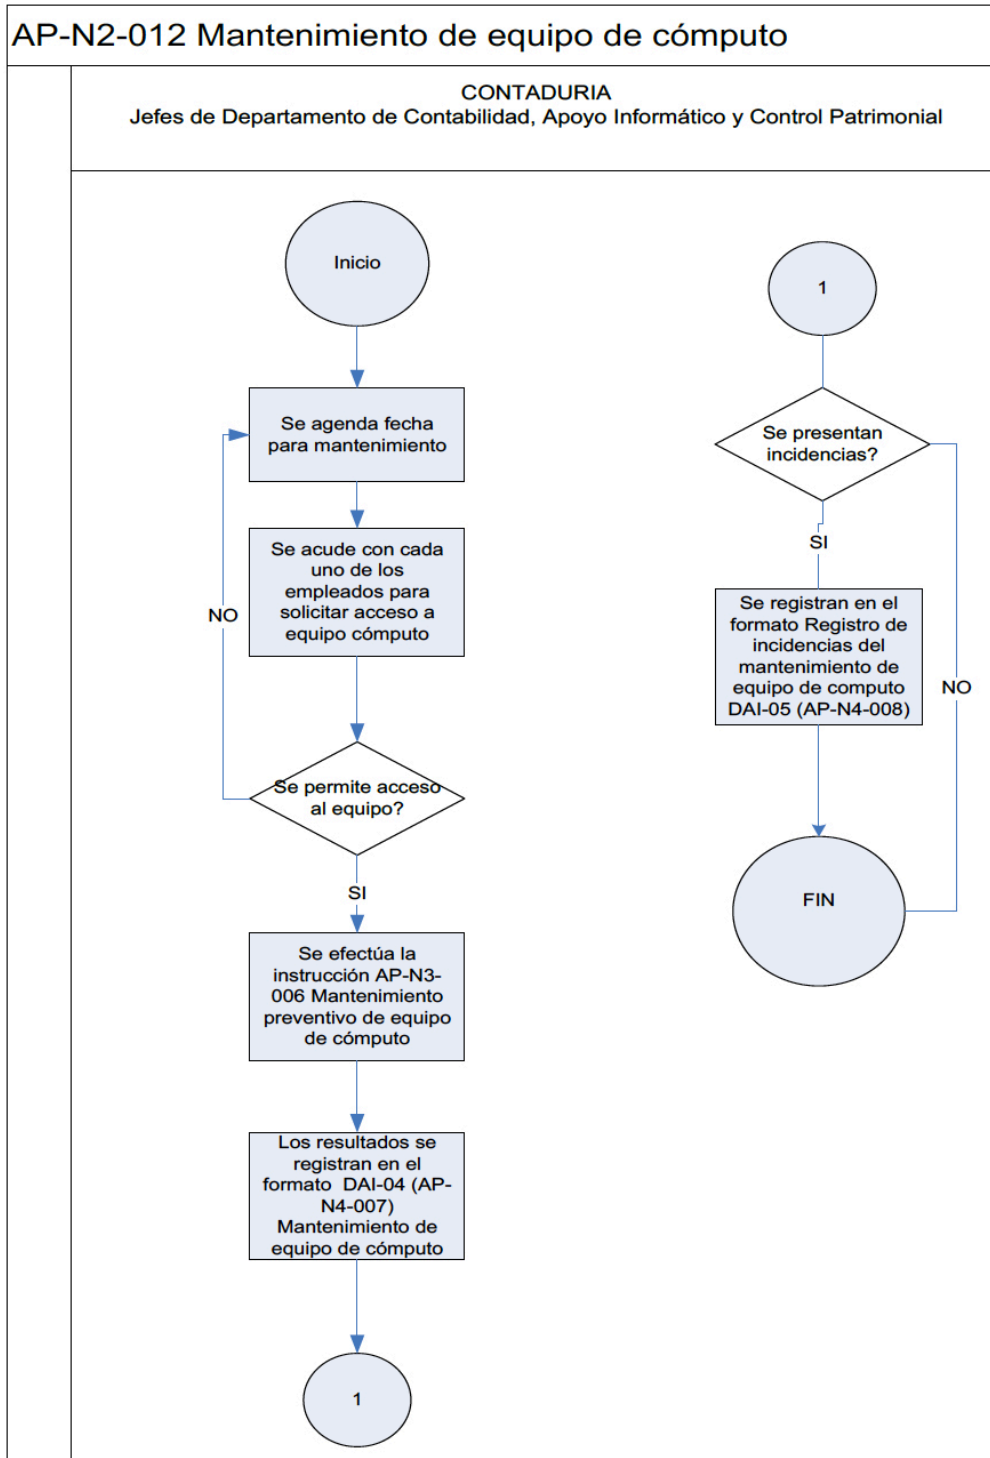 AP-N2-012 Mantenimiento de equipo de cómputo
CONTADURIA
Jefes de Departamento de Contabilidad, Apoyo Informático y Control Patrimonial
Inicio
Se agenda fecha
para mantenimiento
Se acude con cada
uno de los
empleados para
solicitar acceso a
equipo cómputo
NO
Se permite acceso
al equipo?
SI
Se efectúa la
instrucción AP-N3-
006 Mantenimiento
preventivo de equipo
de cómputo
Los resultados se
registran en el
formato DAI-04 (AP-
N4-007)
Mantenimiento de
equipo de cómputo
1
1
Se presentan
incidencias?
SI
Se registran en el
formato Registro de
incidencias del
mantenimiento de
equipo de computo
DAI-05 (AP-N4-008)
NO
FIN